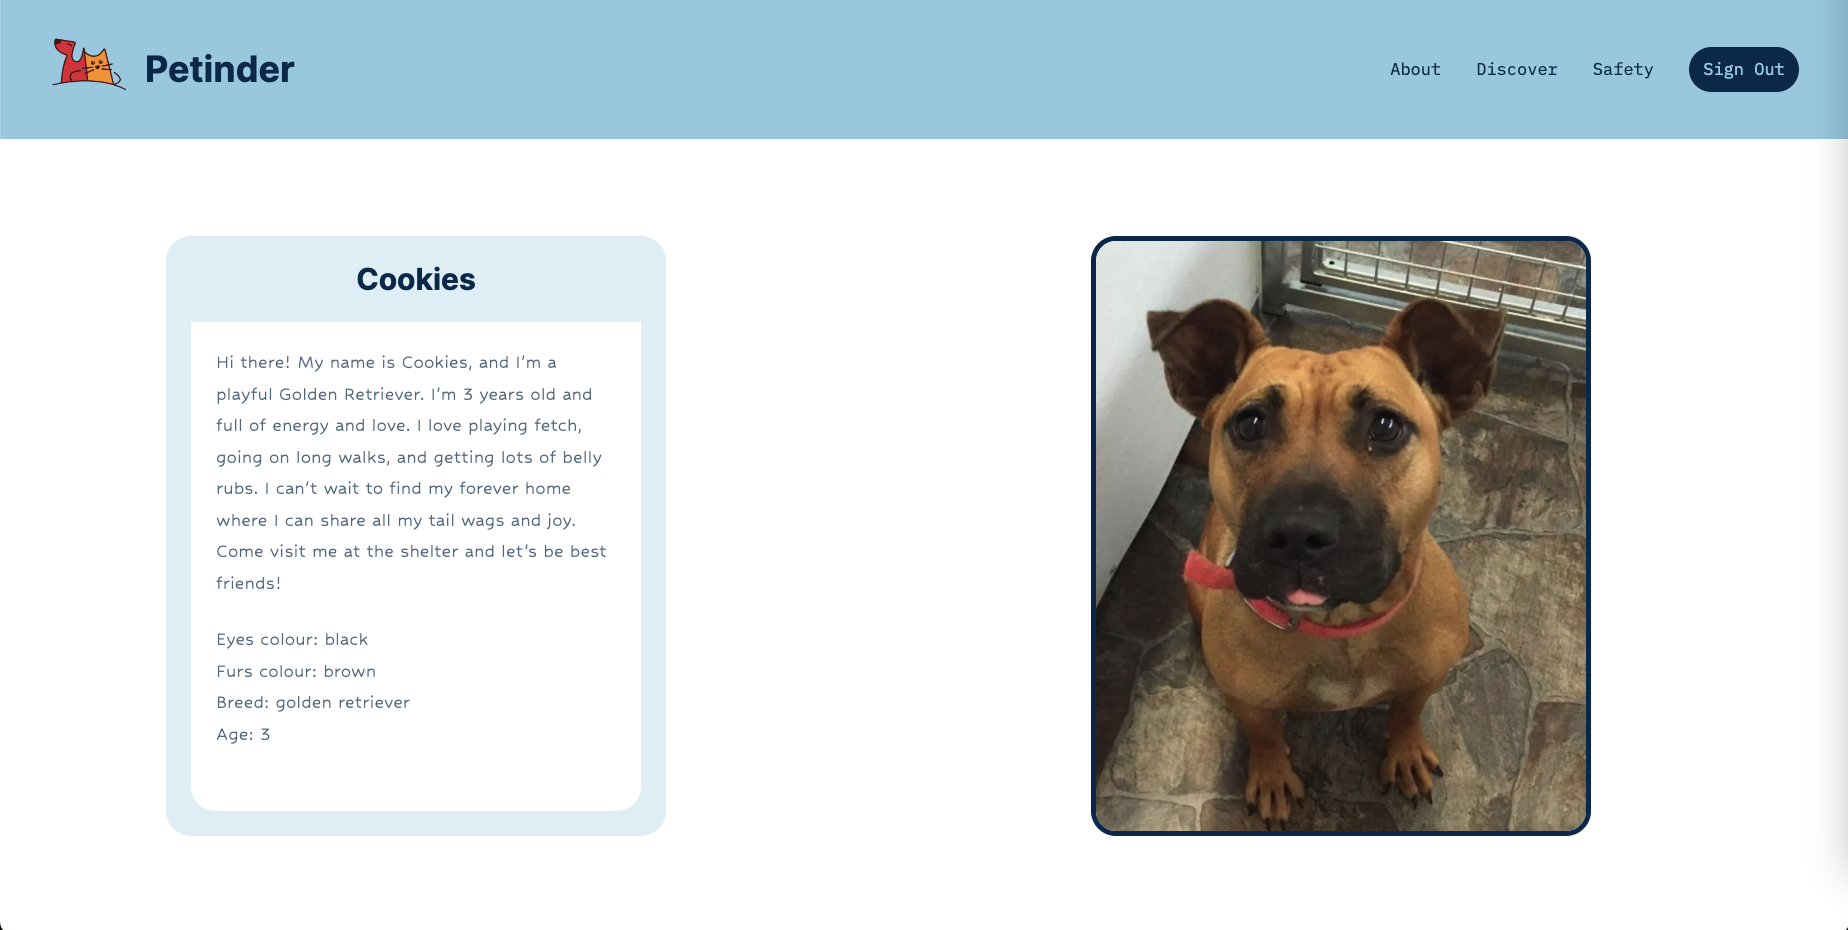 Petinder
About
Discover
Safety
Sign Out
Cookies
Hi there! My name is Cookies, and I'm a
playful Golden Retriever. I'm 3 years old and
full of energy and love. I love playing fetch,
going on long walks, and getting lots of belly
rubs. I can't wait to find my forever home
where I can share all my tail wags and joy.
Come visit me at the shelter and let's be best
friends!
Eyes colour: black
Furs colour: brown
Breed: golden retriever
Age: 3